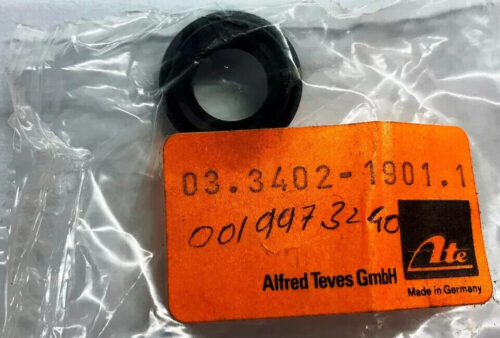 03.3402-1901.1
0019973240
Ate
Alfred Teves GmbH
Made in Germany